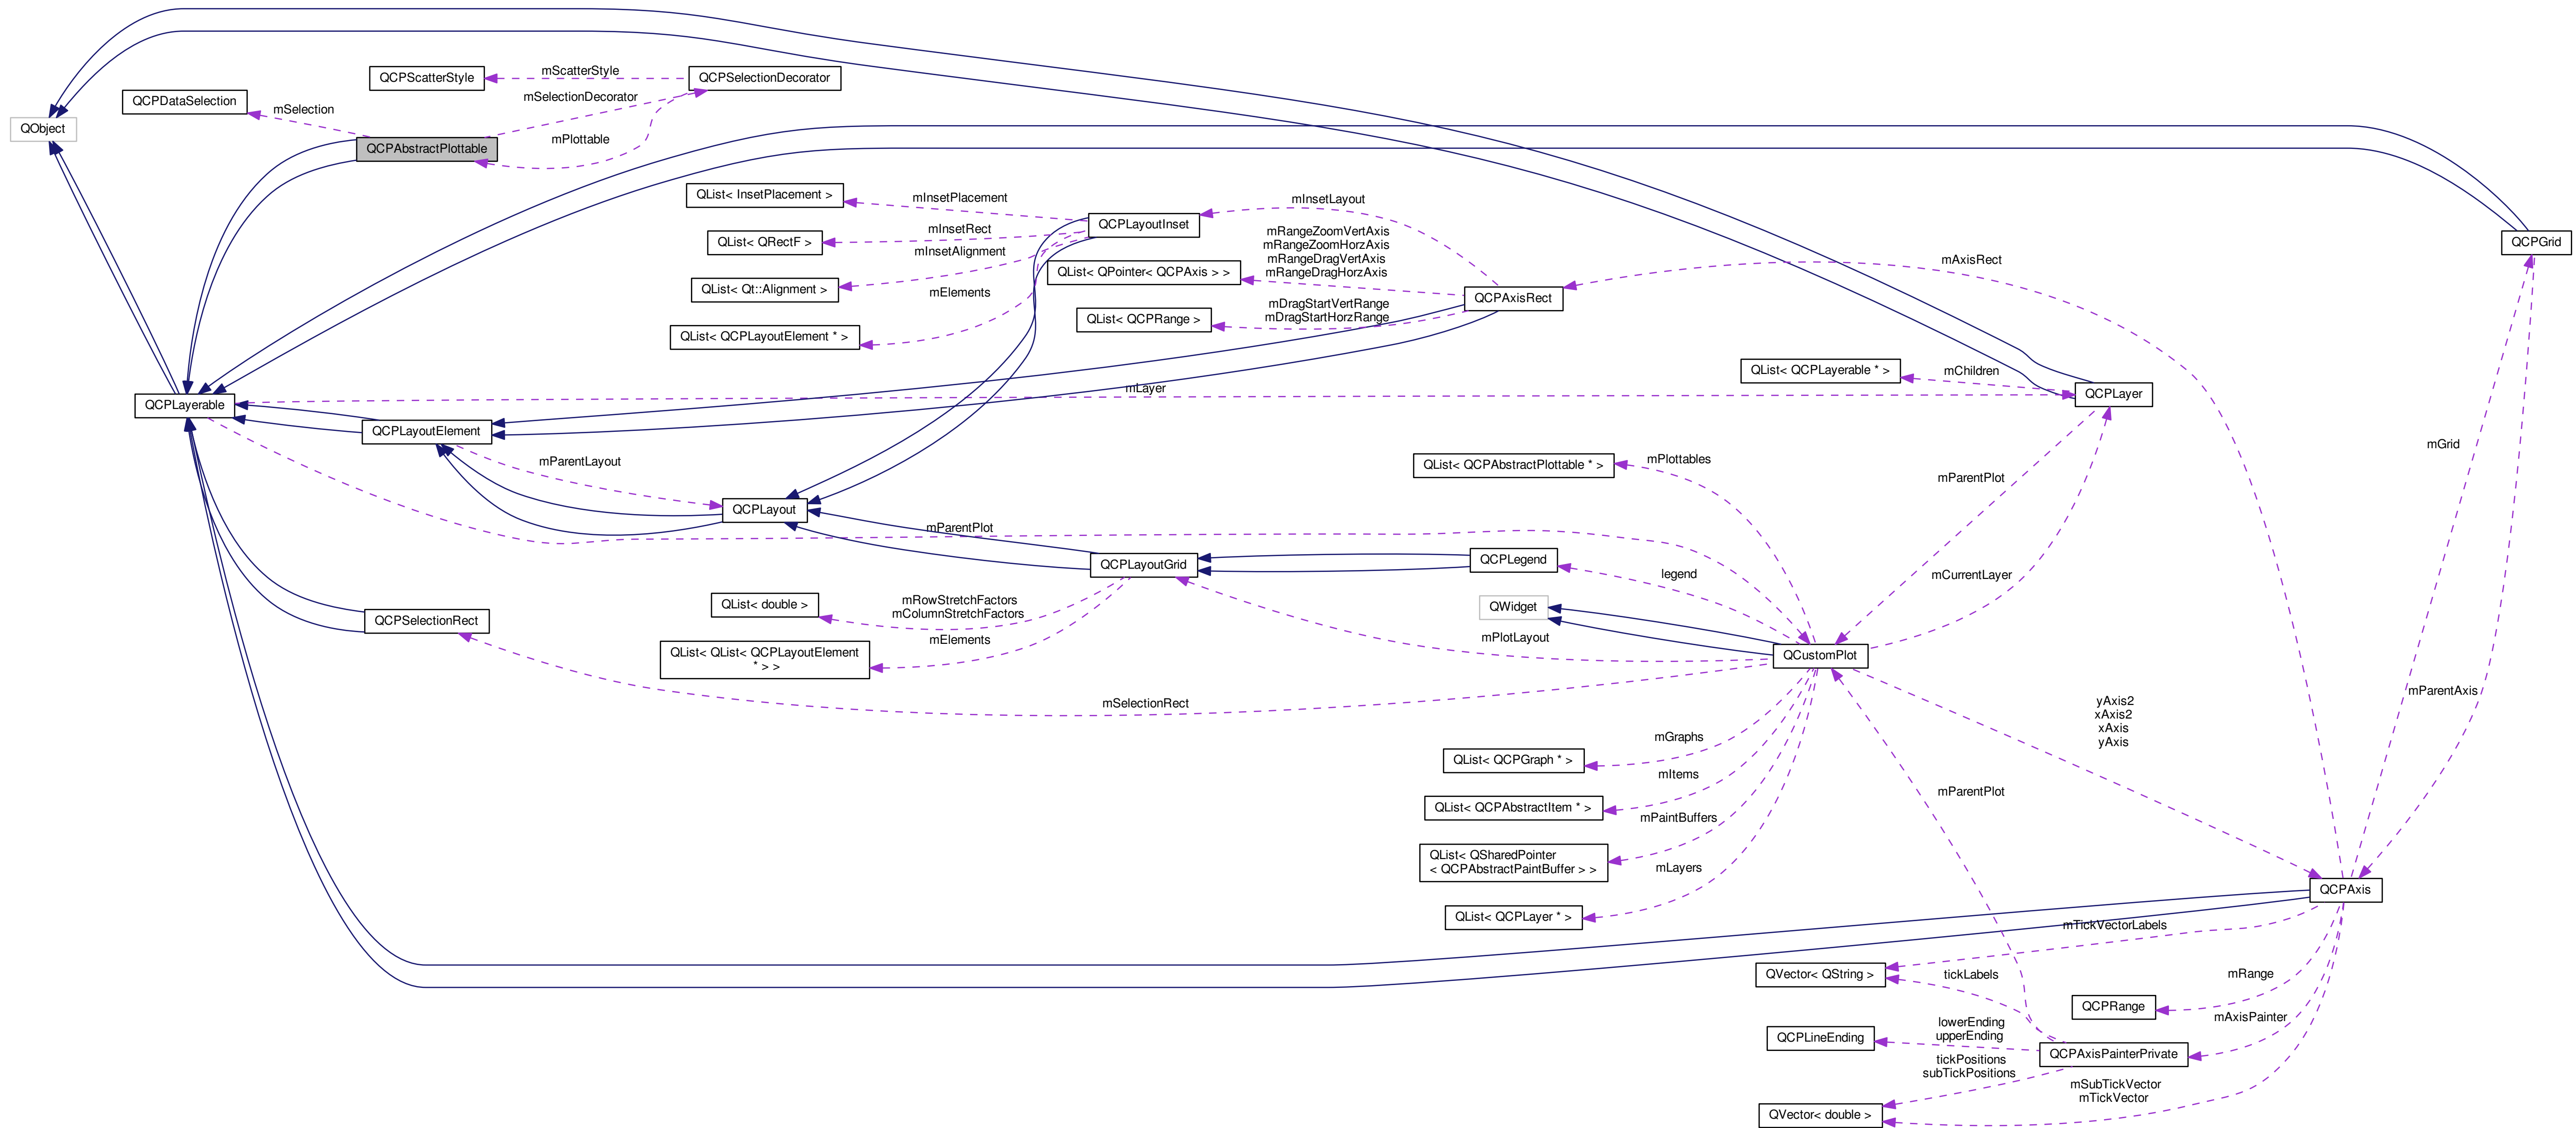 QCPScatterStyle
mScatterStyle
QCPSelectionDecorator
QCPDataSelection
mSelectionDecorator
mSelection
QObject
mPlottable
QCPAbstractPlottable
QList< InsetPlacement >
mInsetPlacement
mInsetLayout
QCPLayoutInset
mInsetRect
QList< QRectF >
mInsetAlignment
mRangeZoomVertAxis
mRangeZoomHorzAxis
mRangeDragVertAxis
mRangeDragHorzAxis
QCPGrid
mAxisRect
QList< QPointer< QCPAxis > >
QList< Qt::Alignment >
mElements
QCPAxisRect
mDragStartVertRange
mDragStartHorzRange
QList< QCPRange >
QList< QCPLayoutElement * >
QList< QCPLayerable * >
mChildren
mLayer
QCPLayer
QCPLayerable
QCPLayoutElement
mGrid
mParentLayout
mPlottables
QList< QCPAbstractPlottable * >
mParentPlot
QCPLayout
mParentPlot
QCPLegend
QCPLayoutGrid
legend
mCurrentLayer
mRowStretchFactors
mColumnStretchFactors
QList< double >
QWidget
QCPSelectionRect
mElements
mPlotLayout
QList< QList< QCPLayoutElement
* > >
QCustomPlot
mParentAxis
mSelectionRect
yAxis2
xAxis2
xAxis
yAxis
mGraphs
QList< QCPGraph * >
mItems
mParentPlot
QList< QCPAbstractItem * >
mPaintBuffers
QList< QSharedPointer
< QCPAbstractPaintBuffer > >
mLayers
QCPAxis
QList< QCPLayer * >
mTickVectorLabels
QVector< QString >
tickLabels
mRange
QCPRange
mAxisPainter
lowerEnding
upperEnding
QCPLineEnding
QCPAxisPainterPrivate
tickPositions
subTickPositions
mSubTickVector
mTickVector
QVector< double >